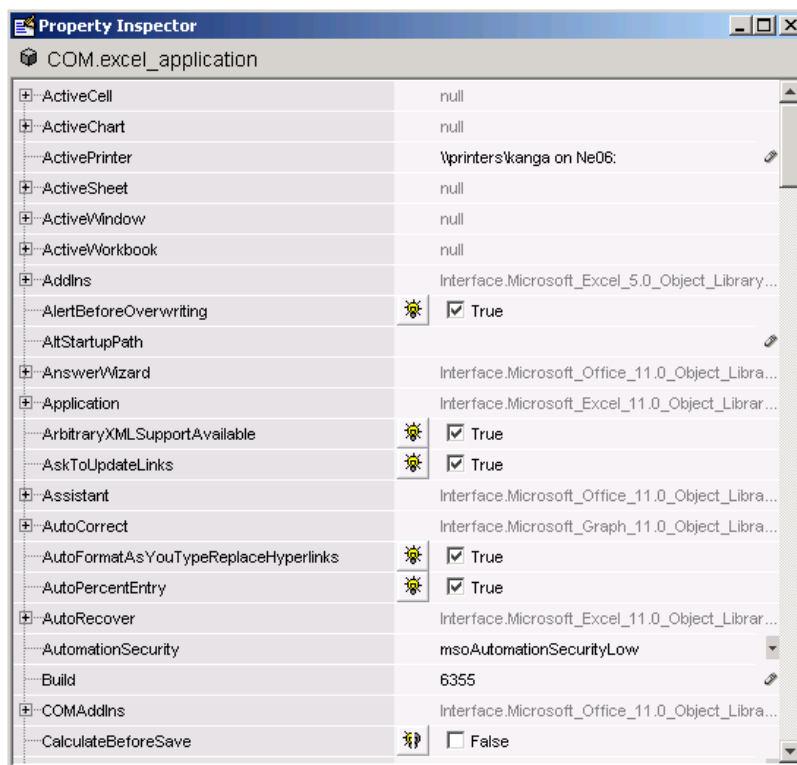 Property Inspector
COM.excel_application
ActiveCell null
ActiveChart null
ActivePrinter \\printers\kanga on Ne06:
ActiveSheet null
ActiveWindow null
ActiveWorkbook null
AddIns Interface.Microsoft_Excel_5.0_Object_Library...
AlertBeforeOverwriting True
AltStartupPath
AnswerWizard Interface.Microsoft_Office_11.0_Object_Libra...
Application Interface.Microsoft_Excel_11.0_Object_Librar...
ArbitraryXMLSupportAvailable True
AskToUpdateLinks True
Assistant Interface.Microsoft_Office_11.0_Object_Libra...
AutoCorrect Interface.Microsoft_Graph_11.0_Object_Libra...
AutoFormatAsYouTypeReplaceHyperlinks True
AutoPercentEntry True
AutoRecover Interface.Microsoft_Excel_11.0_Object_Librar...
AutomationSecurity msoAutomationSecurityLow
Build 6355
COMAddIns Interface.Microsoft_Office_11.0_Object_Libra...
CalculateBeforeSave False